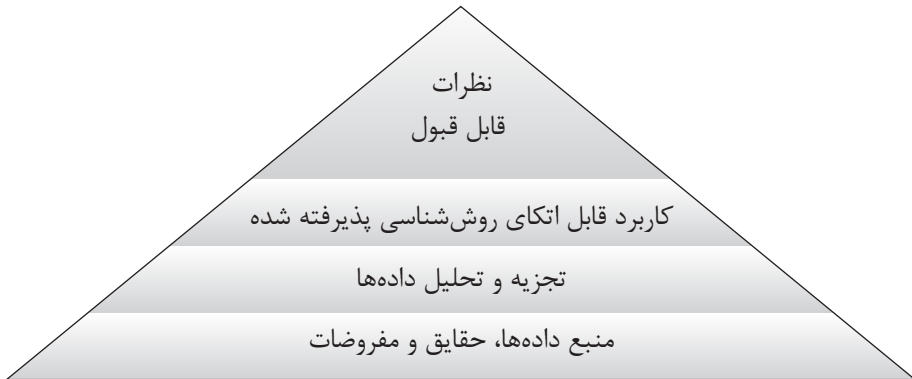 نظرات
قابل قبول
کاربرد قابل اتکای روش‌شناسی پذیرفته شده
تجزیه و تحلیل داده‌ها
منبع داده‌ها، حقایق و مفروضات